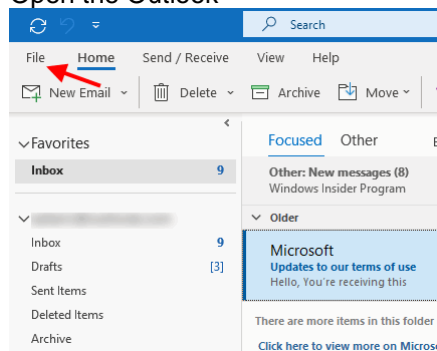 Open the Outlook
Search
File Home Send / Receive View Help
New Email Delete Archive Move
Favorites
Inbox 9
Inbox 9
Drafts [3]
Sent Items
Deleted Items
Archive
Focused Other
Other: New messages (8)
Windows Insider Program
Older
Microsoft
Updates to our terms of use
Hello, You're receiving this
There are more items in this folder
Click here to view more on Micros